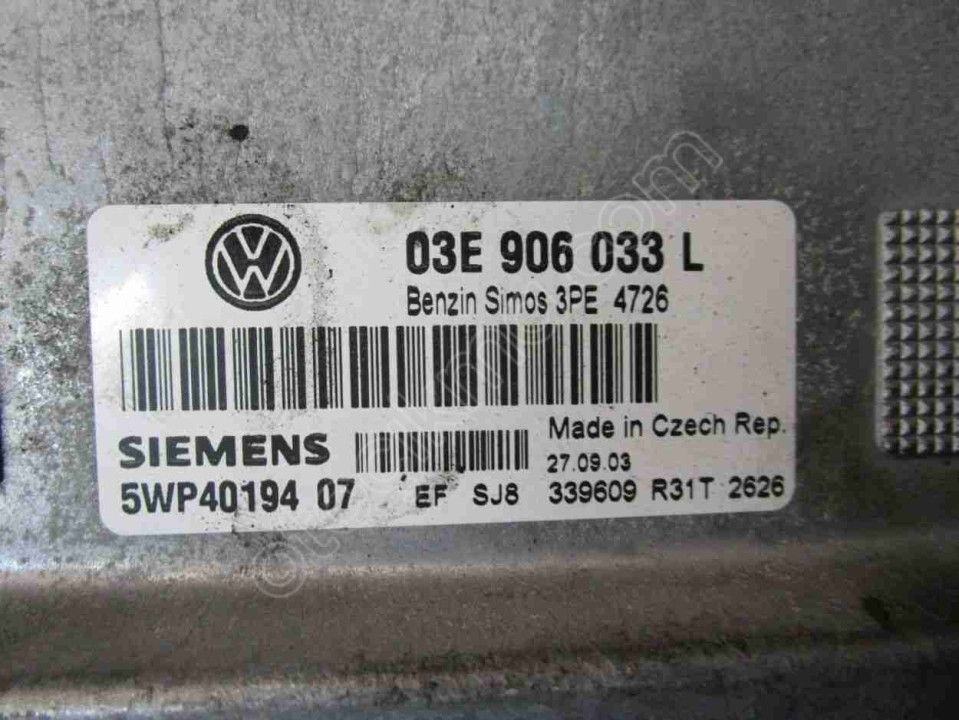 03E 906 033 L
Benzin Simos 3PE 4726
Made in Czech Rep.
SIEMENS
27.09.03
5WP40194 07 EF SJ8 339609 R31T 2626